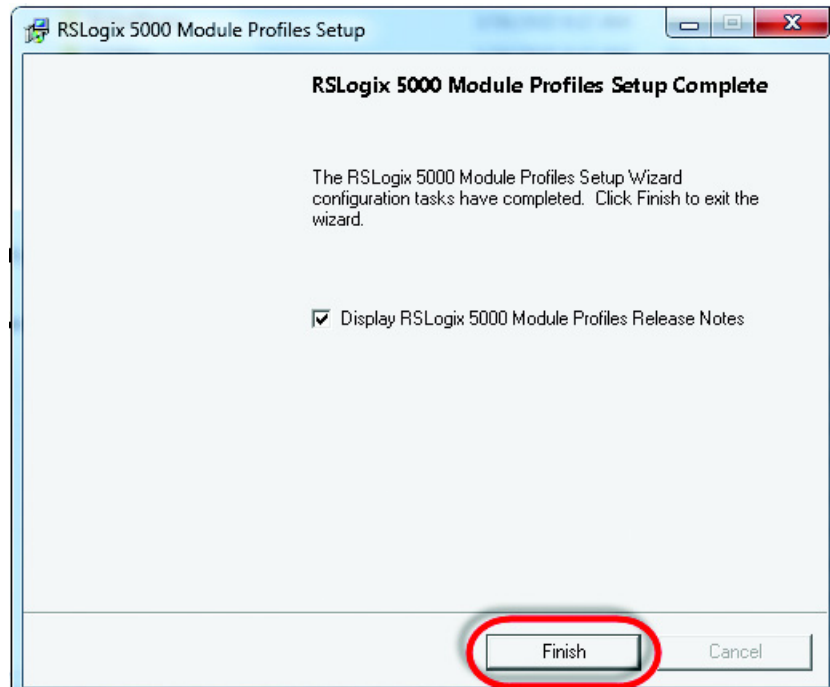 RSLogix 5000 Module Profiles Setup
RSLogix 5000 Module Profiles Setup Complete
The RSLogix 5000 Module Profiles Setup Wizard
configuration tasks have completed. Click Finish to exit the
wizard.
Display RSLogix 5000 Module Profiles Release Notes
Finish
Cancel